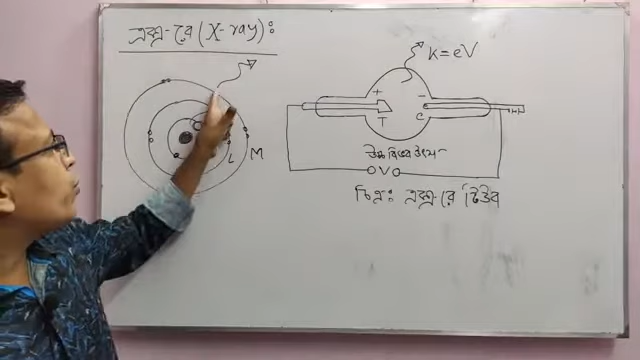 এক্স-রে (X-ray)ঃ
K = eV
+ -
T C
L M
উচ্চ বিভব উৎস
V
চিত্রঃ এক্স-রে টিউব